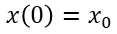 x(0) = x₀